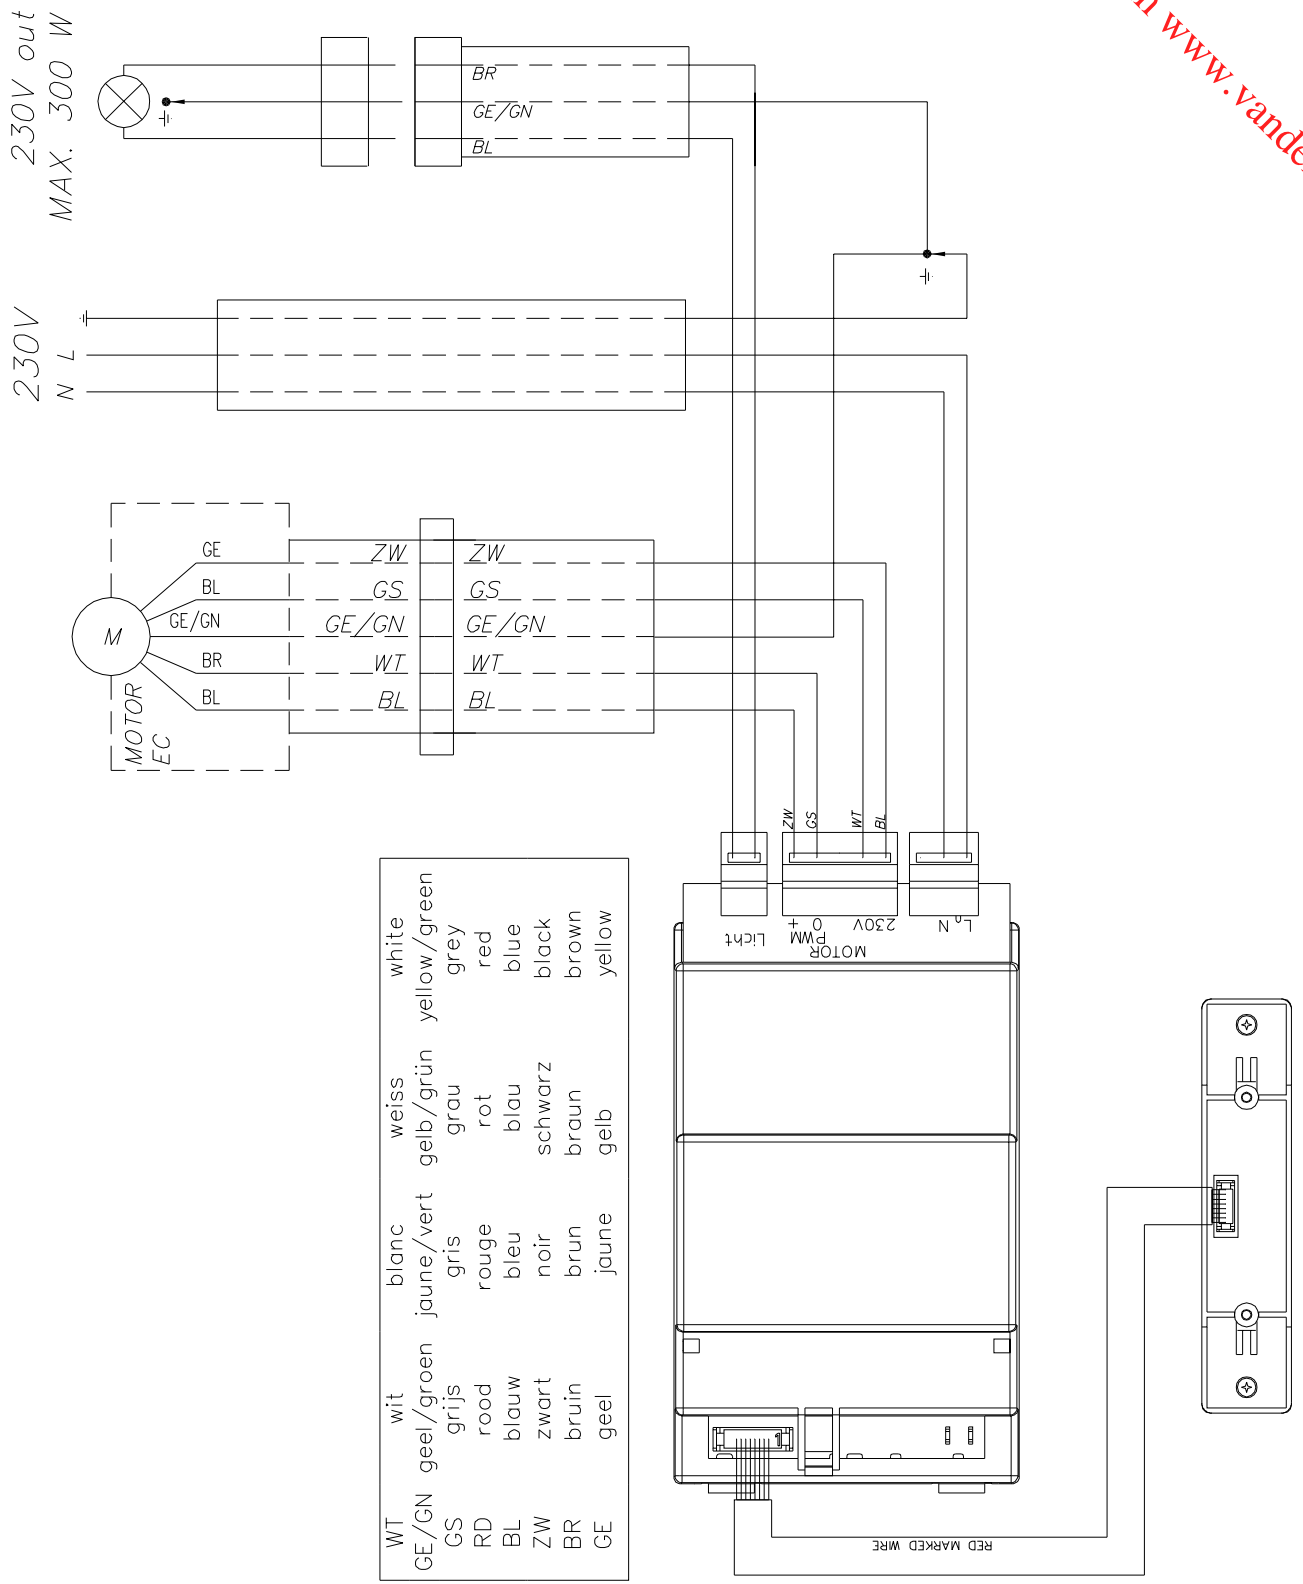 230V out
MAX. 300 W
n www.vande
BR
GE/GN
BL
230V
N L
GE ZW ZW
BL GS GS
GE/GN GE/GN GE/GN
BR WT WT
BL BL BL
M
MOTOR
EC
ZW GS WT BL
Licht
PWM
+ 0
230V
MOTOR
N
WT wit blanc weiss white
GE/GN geel/groen jaune/vert gelb/grün yellow/green
GS grijs gris grau grey
RD rood rouge rot red
BL blauw bleu blau blue
ZW zwart noir schwarz black
BR bruin brun braun brown
GE geel jaune gelb yellow
1
RED MARKED WIRE